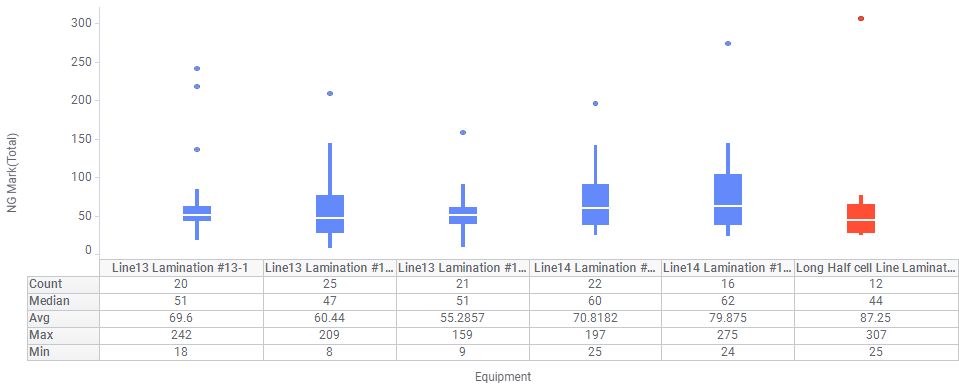 NG Mark(Total)
300
250
200
150
100
50
0
Line13 Lamination #13-1 Line13 Lamination #1... Line13 Lamination #1... Line14 Lamination #... Line14 Lamination #1... Long Half cell Line Laminat...
Count 20 25 21 22 16 12
Median 51 47 51 60 62 44
Avg 69.6 60.44 55.2857 70.8182 79.875 87.25
Max 242 209 159 197 275 307
Min 18 8 9 25 24 25
Equipment